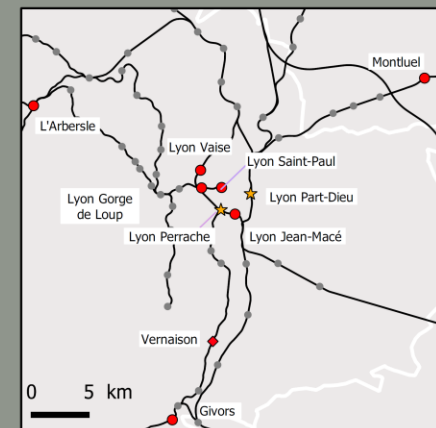 Montluel
L'Arbersle
Lyon Vaise
Lyon Saint-Paul
Lyon Gorge
de Loup
Lyon Part-Dieu
Lyon Perrache
Lyon Jean-Macé
Vernaison
0 5 km
Givors